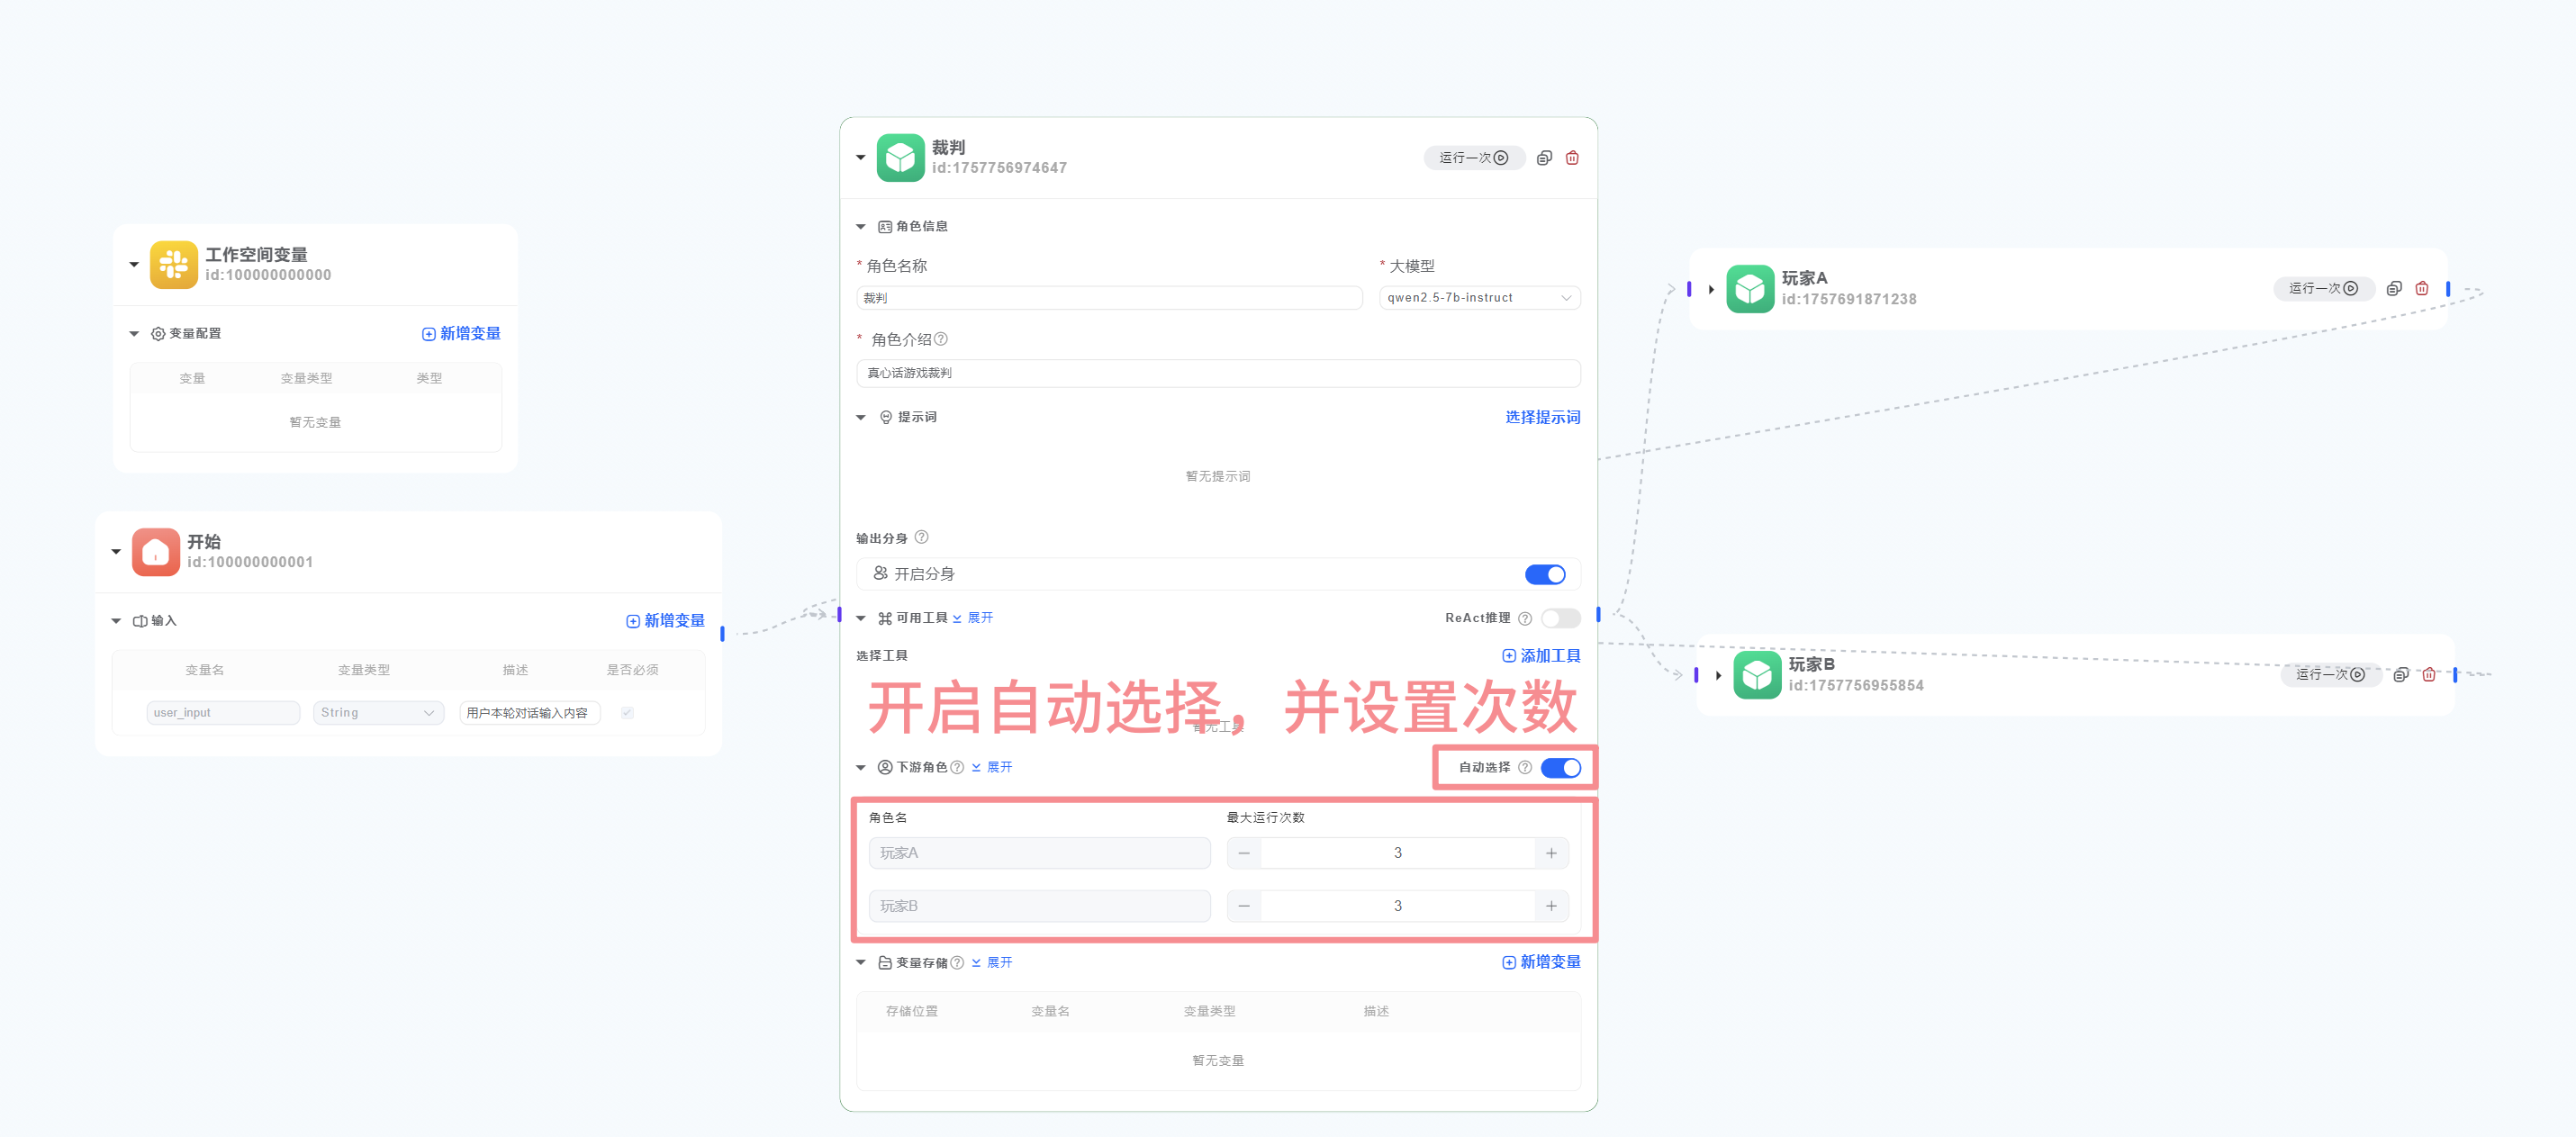 工作空间变量
id:100000000000
变量配置
新增变量
变量 变量类型 类型
暂无变量
开始
id:100000000001
输入
新增变量
变量名 变量类型 描述 是否必须
user_input String 用户本轮对话输入内容
裁判
id:1757756974647
运行一次
角色信息
* 角色名称 * 大模型
裁判 qwen2.5-7b-instruct
* 角色介绍
真心话游戏裁判
提示词 选择提示词
暂无提示词
输出分身
开启分身
可用工具 展开 ReAct推理
选择工具 添加工具
开启自动选择，并设置次数
暂无工具
下游角色 展开 自动选择
角色名 最大运行次数
玩家A 3
玩家B 3
变量存储 展开 新增变量
存储位置 变量名 变量类型 描述
暂无变量
玩家A
id:1757691871238
运行一次
玩家B
id:1757756955854
运行一次